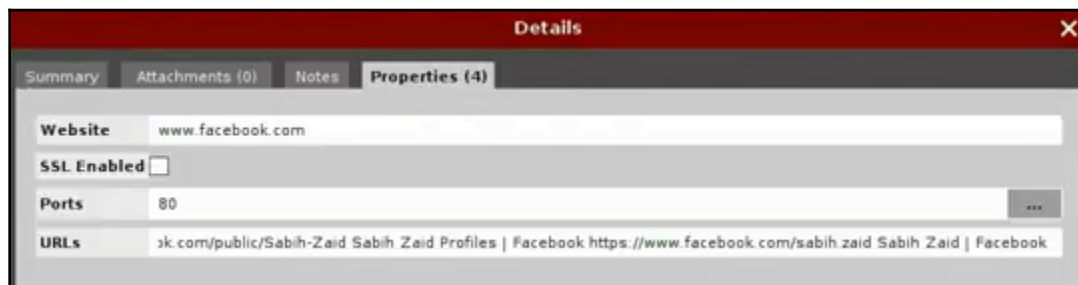 Details
Summary Attachments (0) Notes Properties (4)
Website www.facebook.com
SSL Enabled
Ports 80 ...
URLs ok.com/public/Sabih-Zaid Sabih Zaid Profiles | Facebook https://www.facebook.com/sabih.zaid Sabih Zaid | Facebook